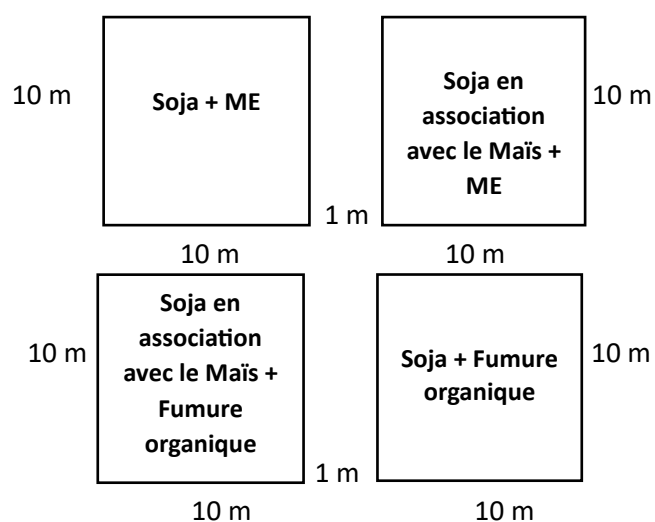 10 m
Soja + ME
Soja en
association
avec le Maïs +
ME
10 m
1 m
10 m
10 m
10 m
Soja en
association
avec le Maïs +
Fumure
organique
Soja + Fumure
organique
10 m
1 m
10 m
10 m